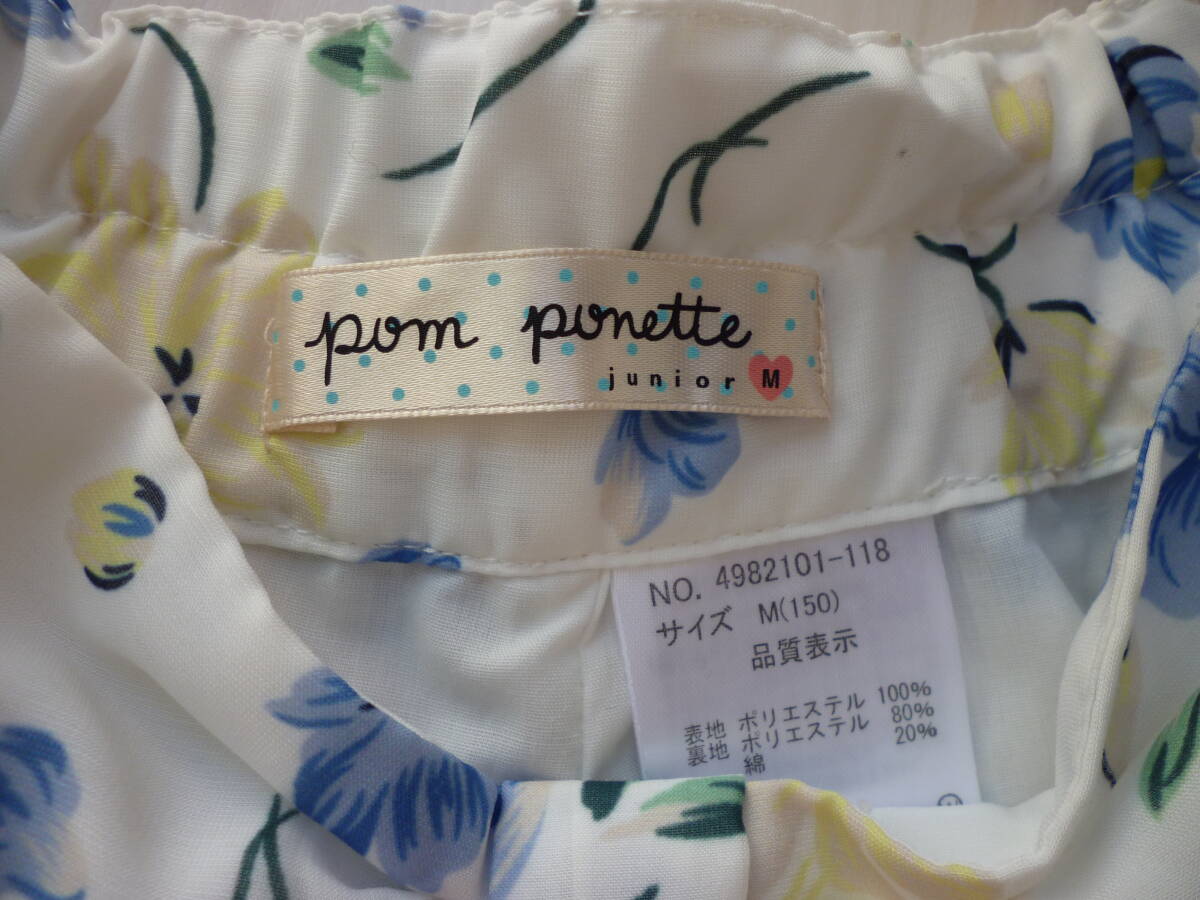 pom ponette
junior M
NO. 4982101-118
サイズ M(150)
品質表示
表地 ポリエステル 100%
裏地 ポリエステル 80%
綿 20%